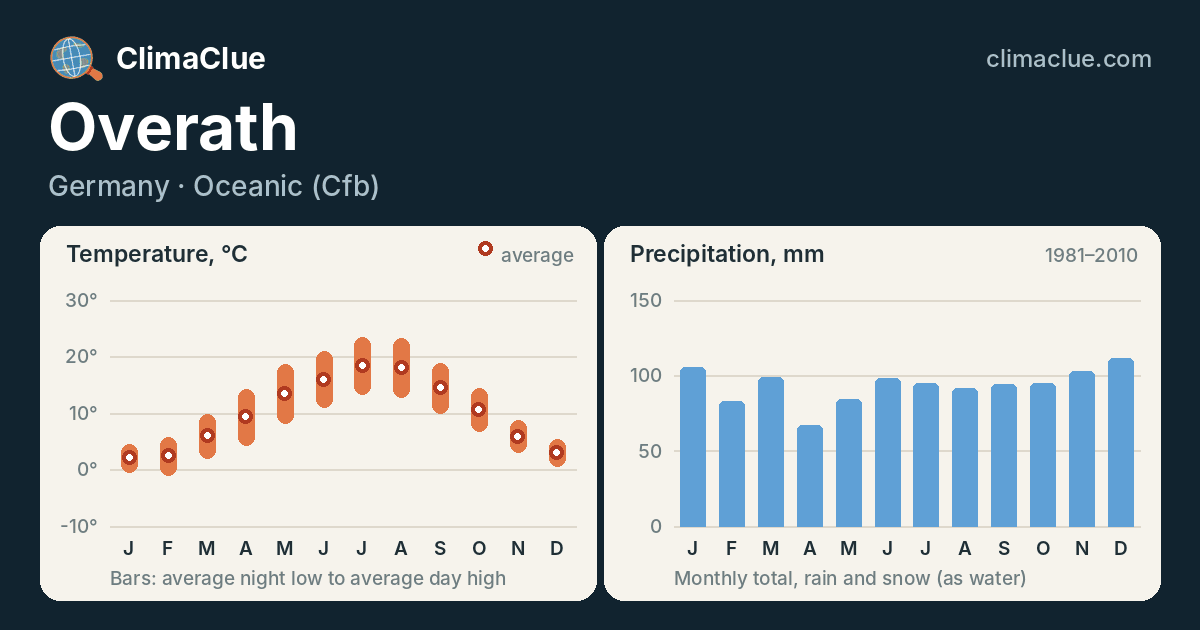 ClimaClue
climaclue.com
Overath
Germany · Oceanic (Cfb)
Temperature, °C
average
30°
20°
10°
0°
-10°
J F M A M J J A S O N D
Bars: average night low to average day high
Precipitation, mm
1981–2010
150
100
50
0
J F M A M J J A S O N D
Monthly total, rain and snow (as water)